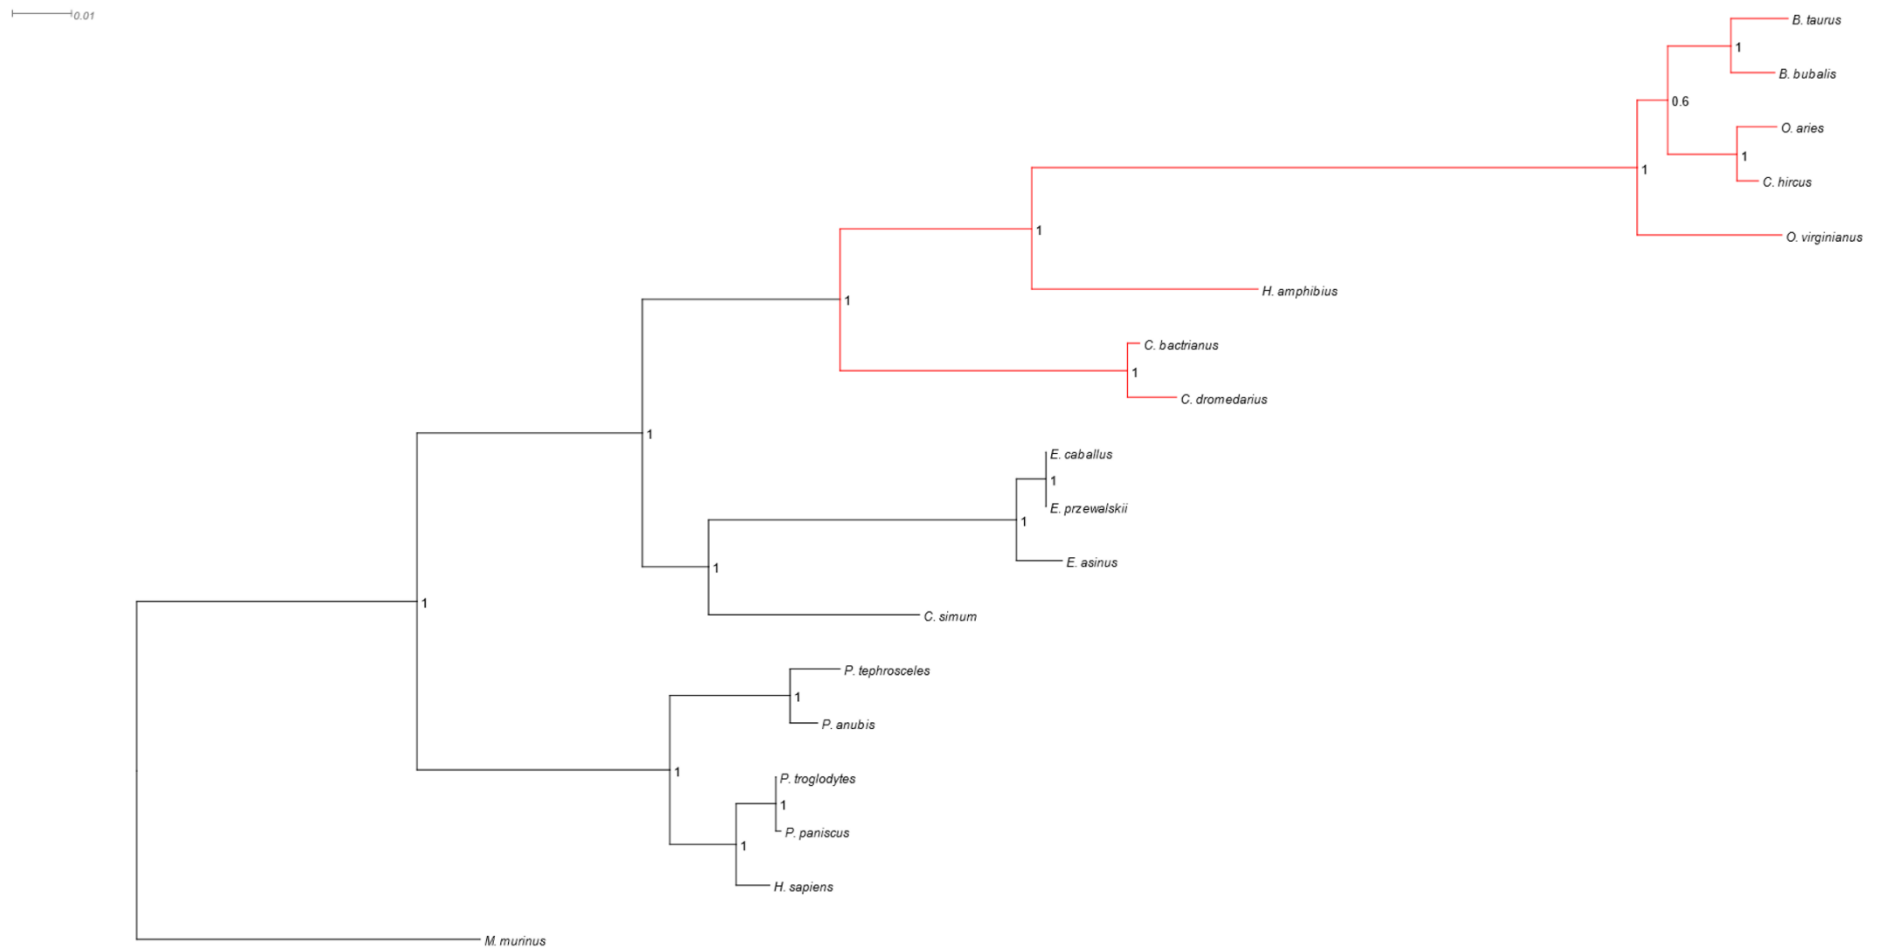 0.01
B. taurus
1
B. bubalis
0.6
O. aries
1
C. hircus
1
O. virginianus
1
H. amphibius
1
C. bactrianus
1
C. dromedarius
1
E. caballus
1
E. przewalskii
1
E. asinus
1
C. simum
1
P. tephrosceles
1
P. anubis
1
P. troglodytes
1
P. paniscus
1
H. sapiens
M. murinus